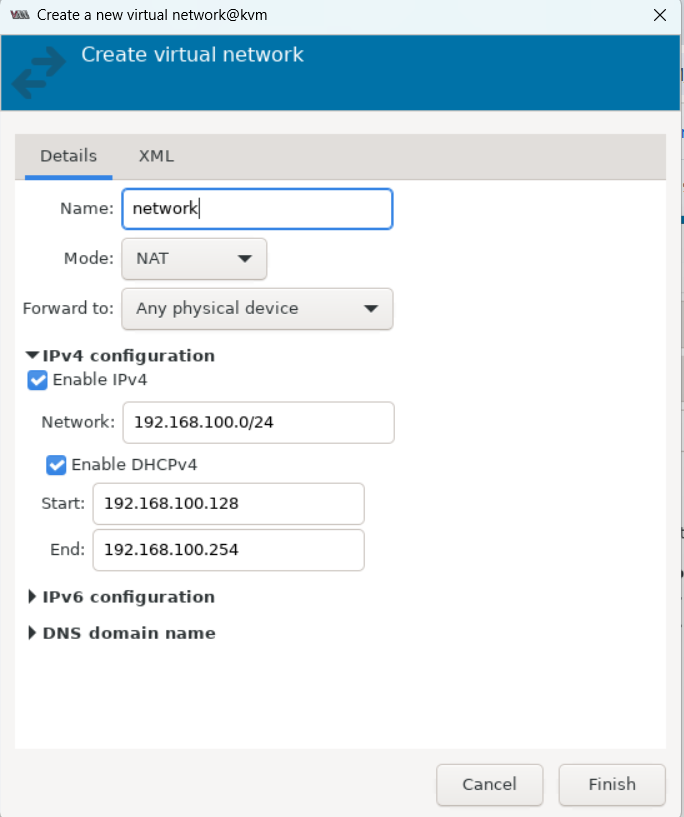 Create a new virtual network@kvm
Create virtual network
Details XML
Name: network
Mode: NAT
Forward to: Any physical device
IPv4 configuration
Enable IPv4
Network: 192.168.100.0/24
Enable DHCPv4
Start: 192.168.100.128
End: 192.168.100.254
IPv6 configuration
DNS domain name
Cancel Finish